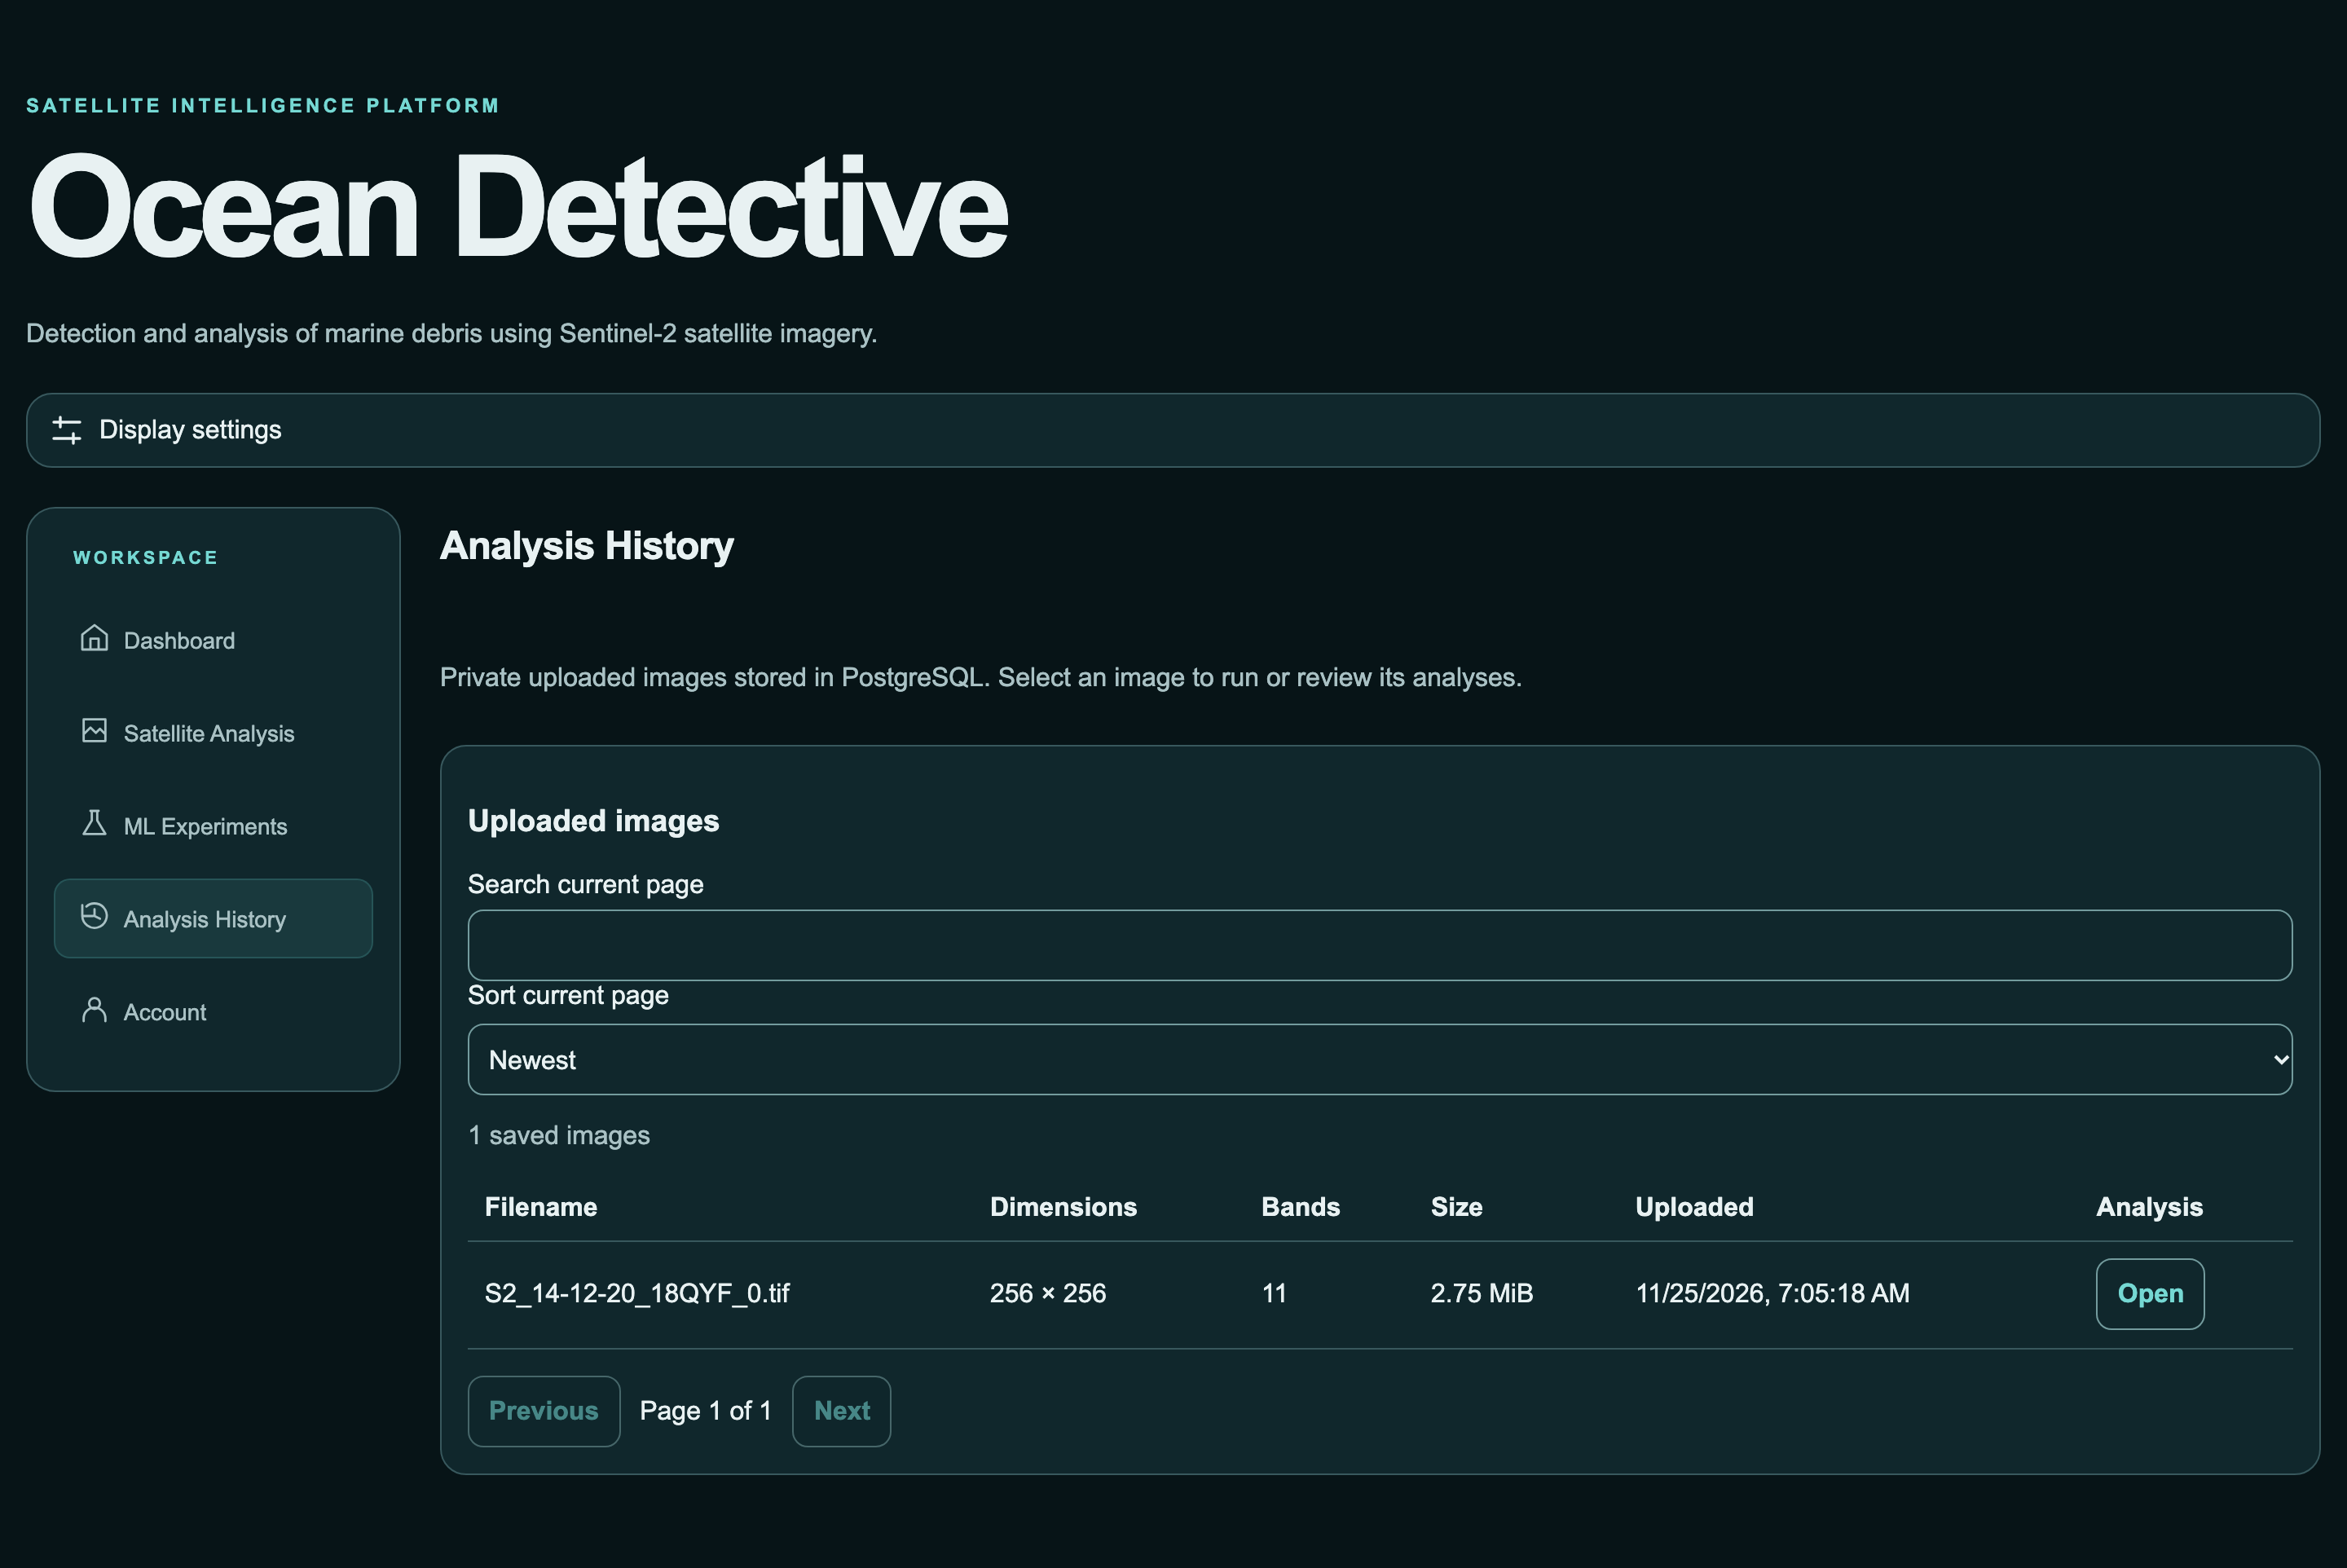 SATELLITE INTELLIGENCE PLATFORM
Ocean Detective
Detection and analysis of marine debris using Sentinel-2 satellite imagery.
Display settings
WORKSPACE
Dashboard
Satellite Analysis
ML Experiments
Analysis History
Account
Analysis History
Private uploaded images stored in PostgreSQL. Select an image to run or review its analyses.
Uploaded images
Search current page
Sort current page
Newest
1 saved images
Filename Dimensions Bands Size Uploaded Analysis
S2_14-12-20_18QYF_0.tif 256 × 256 11 2.75 MiB 11/25/2026, 7:05:18 AM Open
Previous Page 1 of 1 Next